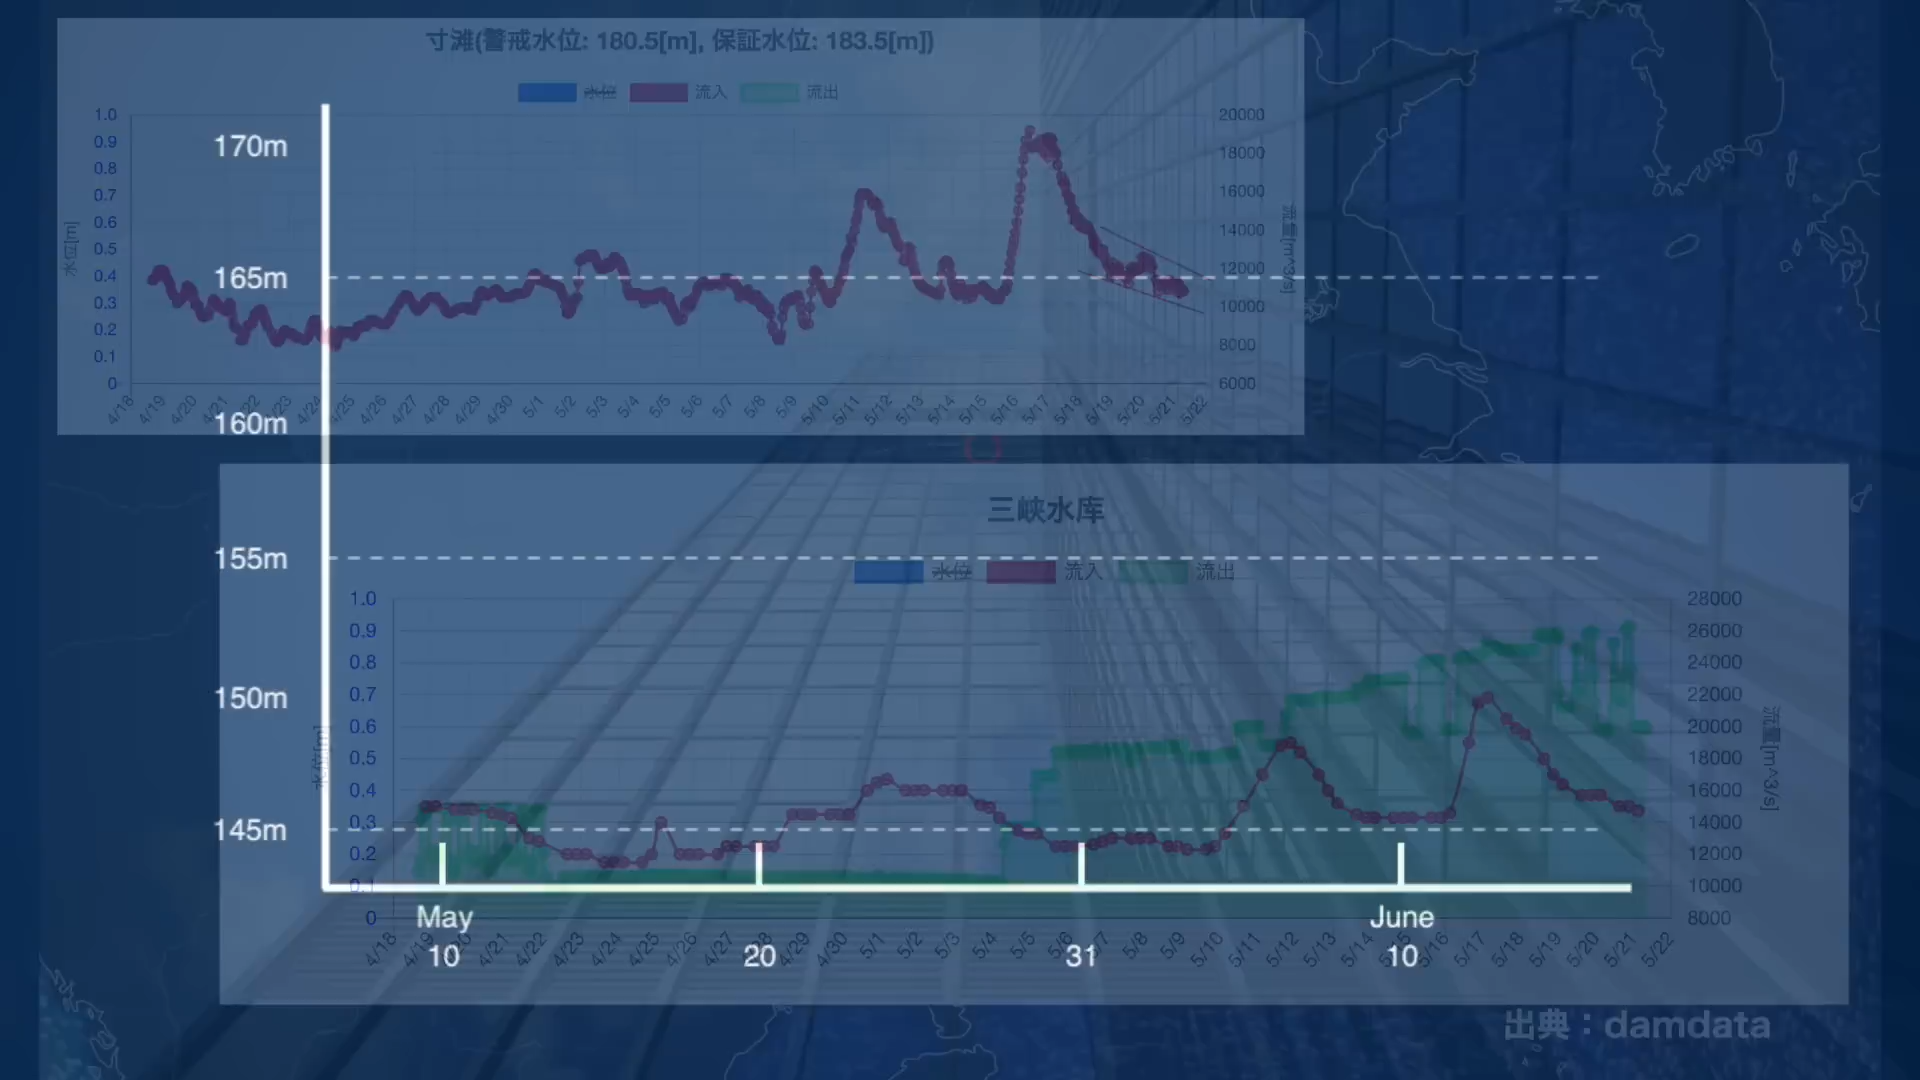 寸滩(警戒水位: 180.5[m], 保証水位: 183.5[m])
水位 流入 流出
1.0
0.9
0.8
0.7
0.6
0.5
0.4
0.3
0.2
0.1
0
水位[m]
20000
18000
16000
14000
12000
10000
8000
6000
流量[m^3/s]
4/18 4/19 4/20 4/21 4/22 4/23 4/24 4/25 4/26 4/27 4/28 4/29 4/30 5/1 5/2 5/3 5/4 5/5 5/6 5/7 5/8 5/9 5/10 5/11 5/12 5/13 5/14 5/15 5/16 5/17 5/18 5/19 5/20 5/21 5/22
170m
165m
160m
155m
150m
145m
三峡水库
水位 流入 流出
1.0
0.9
0.8
0.7
0.6
0.5
0.4
0.3
0.2
0.1
0
水位[m]
28000
26000
24000
22000
20000
18000
16000
14000
12000
10000
8000
流量[m^3/s]
4/18 4/19 4/20 4/21 4/22 4/23 4/24 4/25 4/26 4/27 4/28 4/29 4/30 5/1 5/2 5/3 5/4 5/5 5/6 5/7 5/8 5/9 5/10 5/11 5/12 5/13 5/14 5/15 5/16 5/17 5/18 5/19 5/20 5/21 5/22
May June
10 20 31 10
出典：damdata